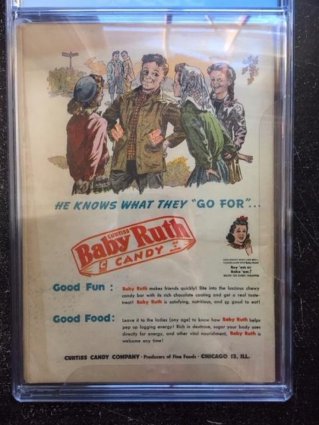 HE KNOWS WHAT THEY "GO FOR"...
CURTISS
Baby Ruth
CANDY
Good Fun :
Baby Ruth makes friends quickly! Bite into the luscious chewy
candy bar with its rich chocolate coating and get a real taste-
treat! Baby Ruth is satisfying, nutritious, and so good to eat!
Good Food:
Leave it to the ladies (any age) to know how Baby Ruth helps
pep up lagging energy! Rich in dextrose, sugar your body uses
directly for energy, and other vital nourishment, Baby Ruth is
welcome any time!
CURTISS CANDY COMPANY · Producers of Fine Foods · CHICAGO 13, ILL.